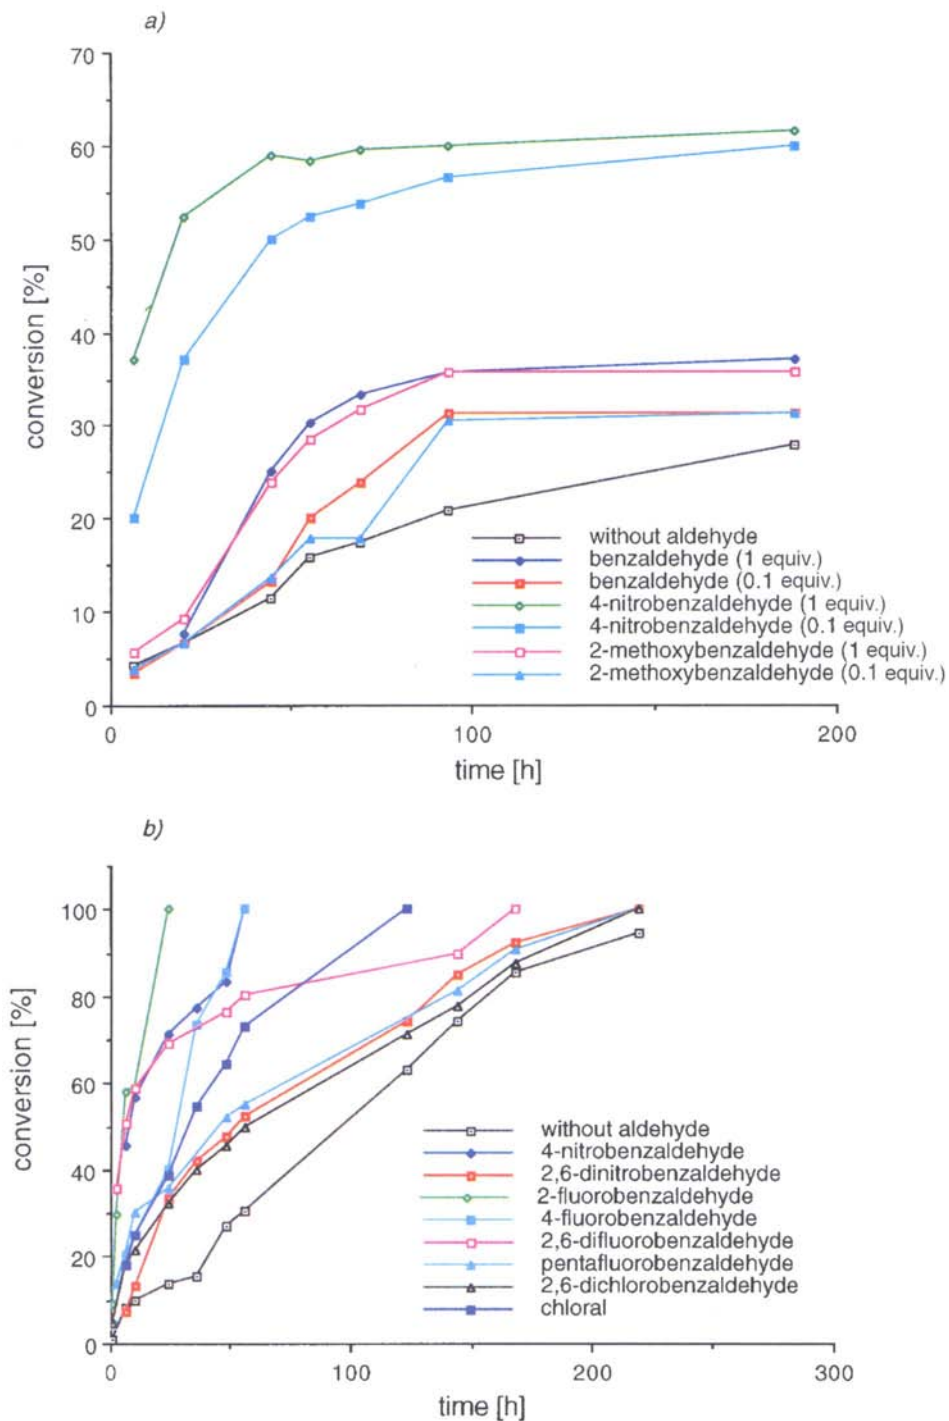 a)
70
60
50
40
30
20
10
0
conversion [%]
without aldehyde
benzaldehyde (1 equiv.)
benzaldehyde (0.1 equiv.)
4-nitrobenzaldehyde (1 equiv.)
4-nitrobenzaldehyde (0.1 equiv.)
2-methoxybenzaldehyde (1 equiv.)
2-methoxybenzaldehyde (0.1 equiv.)
0 100 200
time [h]
b)
100
80
60
40
20
0
conversion [%]
without aldehyde
4-nitrobenzaldehyde
2,6-dinitrobenzaldehyde
2-fluorobenzaldehyde
4-fluorobenzaldehyde
2,6-difluorobenzaldehyde
pentafluorobenzaldehyde
2,6-dichlorobenzaldehyde
chloral
0 100 200 300
time [h]